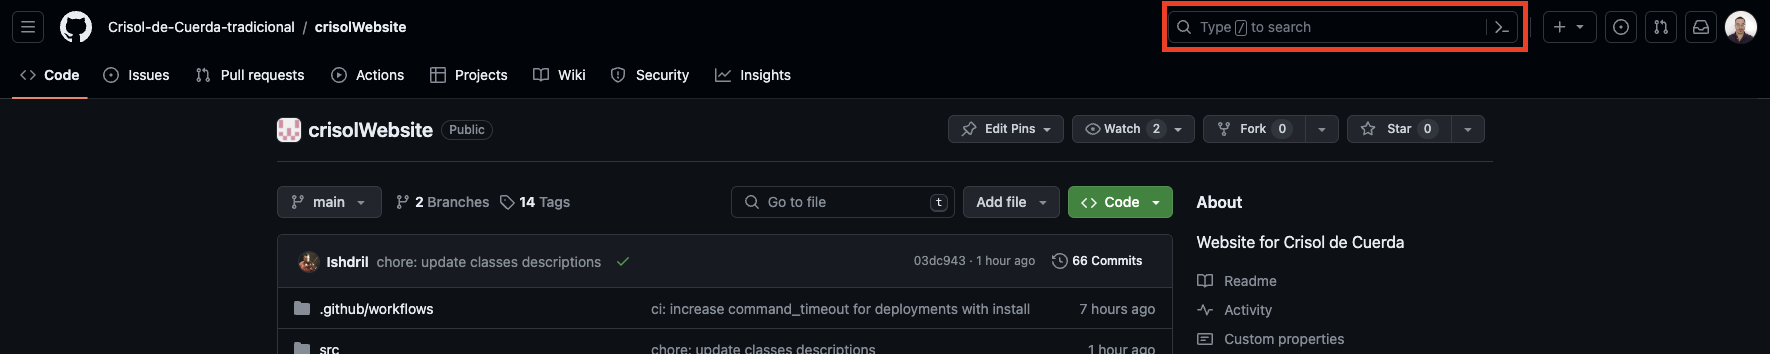 Crisol-de-Cuerda-tradicional / crisolWebsite Type / to search
Code Issues Pull requests Actions Projects Wiki Security Insights
crisolWebsite Public Edit Pins Watch 2 Fork 0 Star 0
main 2 Branches 14 Tags Go to file t Add file Code
About
Website for Crisol de Cuerda
Ishdril chore: update classes descriptions 03dc943 · 1 hour ago 66 Commits
Readme
.github/workflows ci: increase command_timeout for deployments with install 7 hours ago
Activity
Custom properties
src chore: update classes descriptions 1 hour ago